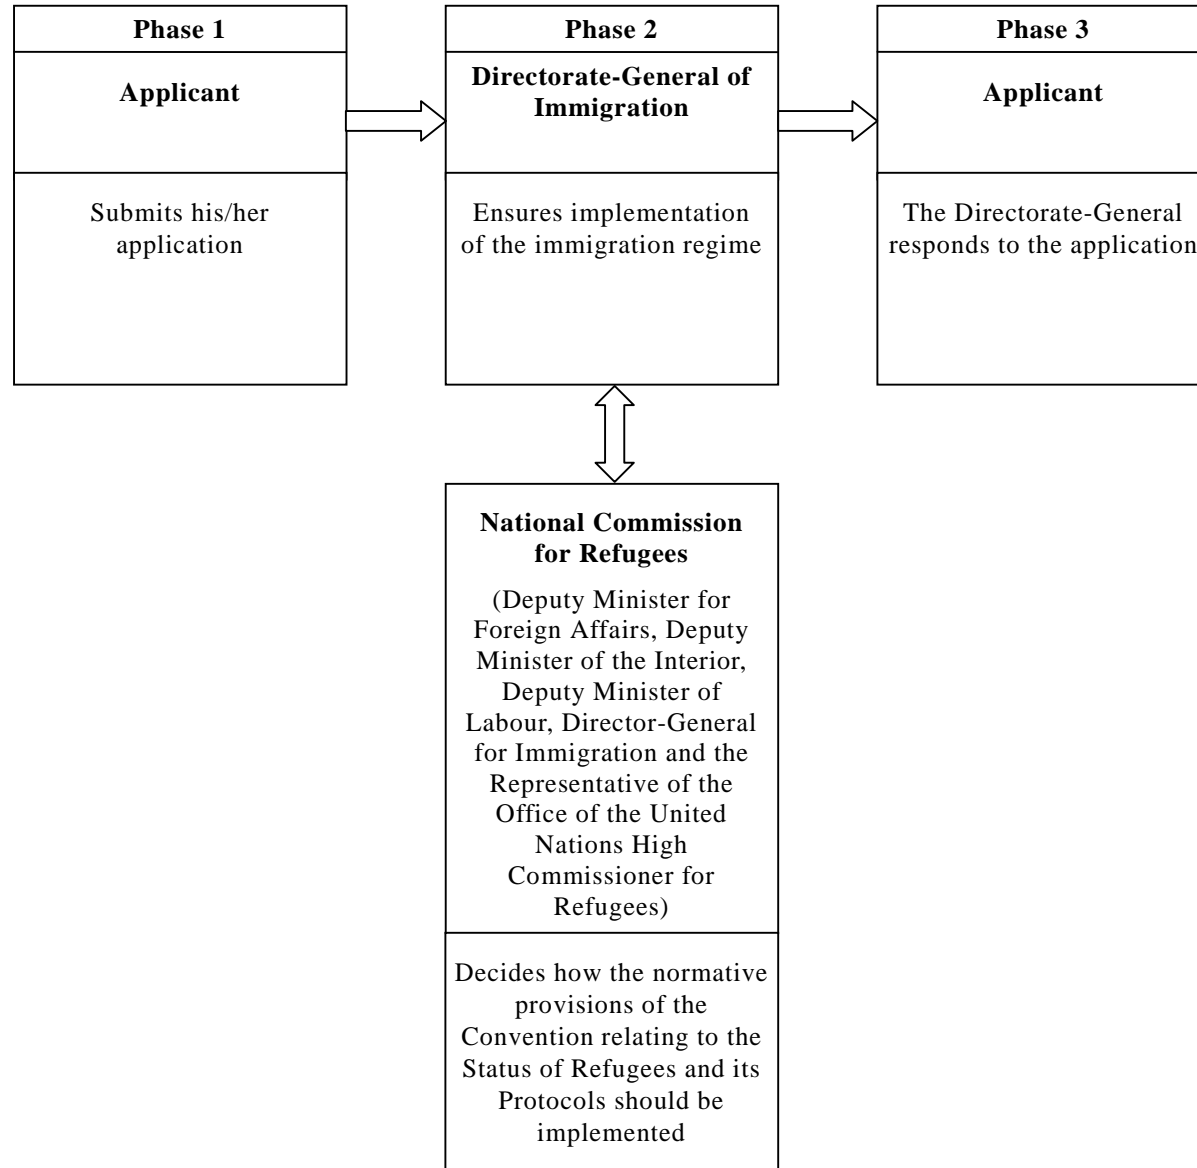 Phase 1
Applicant
Submits his/her
application
Phase 2
Directorate-General of
Immigration
Ensures implementation
of the immigration regime
Phase 3
Applicant
The Directorate-General
responds to the application
National Commission
for Refugees
(Deputy Minister for
Foreign Affairs, Deputy
Minister of the Interior,
Deputy Minister of
Labour, Director-General
for Immigration and the
Representative of the
Office of the United
Nations High
Commissioner for
Refugees)
Decides how the normative
provisions of the
Convention relating to the
Status of Refugees and its
Protocols should be
implemented